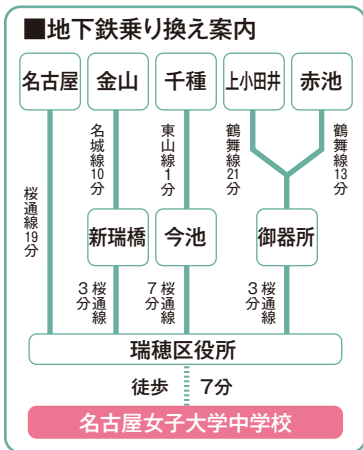 ■地下鉄乗り換え案内
名古屋 金山 千種 上小田井 赤池
桜通線19分
名城線10分
東山線1分
鶴舞線21分
鶴舞線13分
新瑞橋 今池 御器所
桜通線3分
桜通線7分
桜通線3分
瑞穂区役所
徒歩 7分
名古屋女子大学中学校